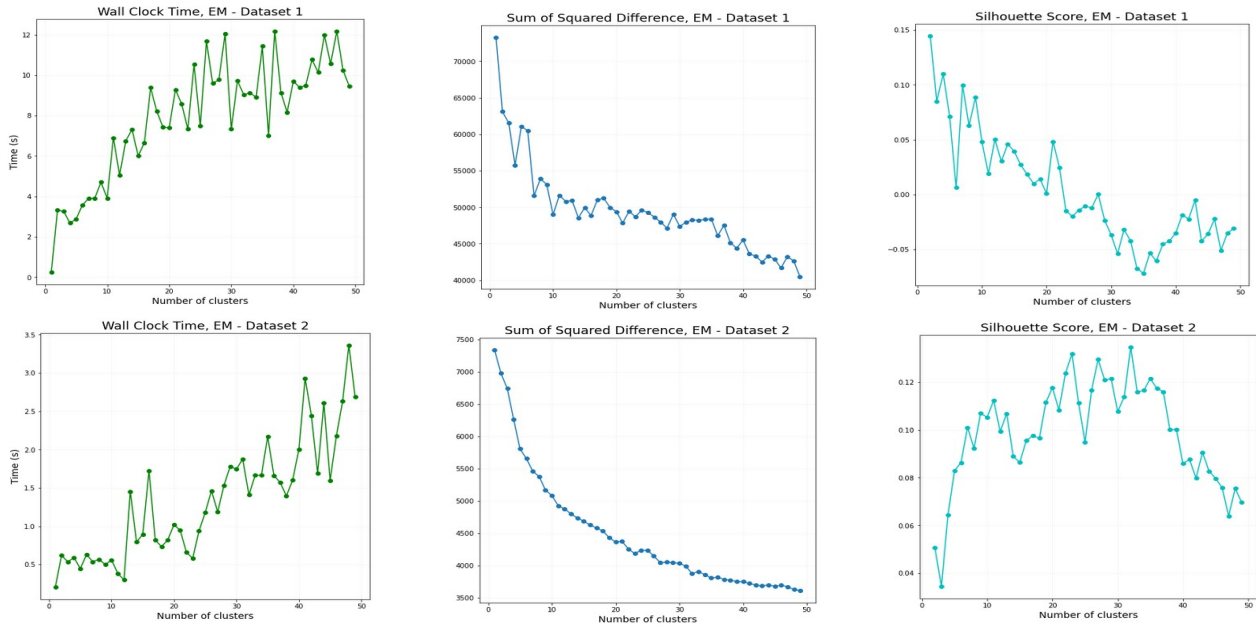 Wall Clock Time, EM - Dataset 1
12
10
8
6
4
2
0
Time (s)
0 10 20 30 40 50
Number of clusters
Sum of Squared Difference, EM - Dataset 1
70000
65000
60000
55000
50000
45000
40000
0 10 20 30 40 50
Number of clusters
Silhouette Score, EM - Dataset 1
0.15
0.10
0.05
0.00
−0.05
0 10 20 30 40 50
Number of clusters
Wall Clock Time, EM - Dataset 2
3.5
3.0
2.5
2.0
1.5
1.0
0.5
Time (s)
0 10 20 30 40 50
Number of clusters
Sum of Squared Difference, EM - Dataset 2
7500
7000
6500
6000
5500
5000
4500
4000
3500
0 10 20 30 40 50
Number of clusters
Silhouette Score, EM - Dataset 2
0.12
0.10
0.08
0.06
0.04
0 10 20 30 40 50
Number of clusters